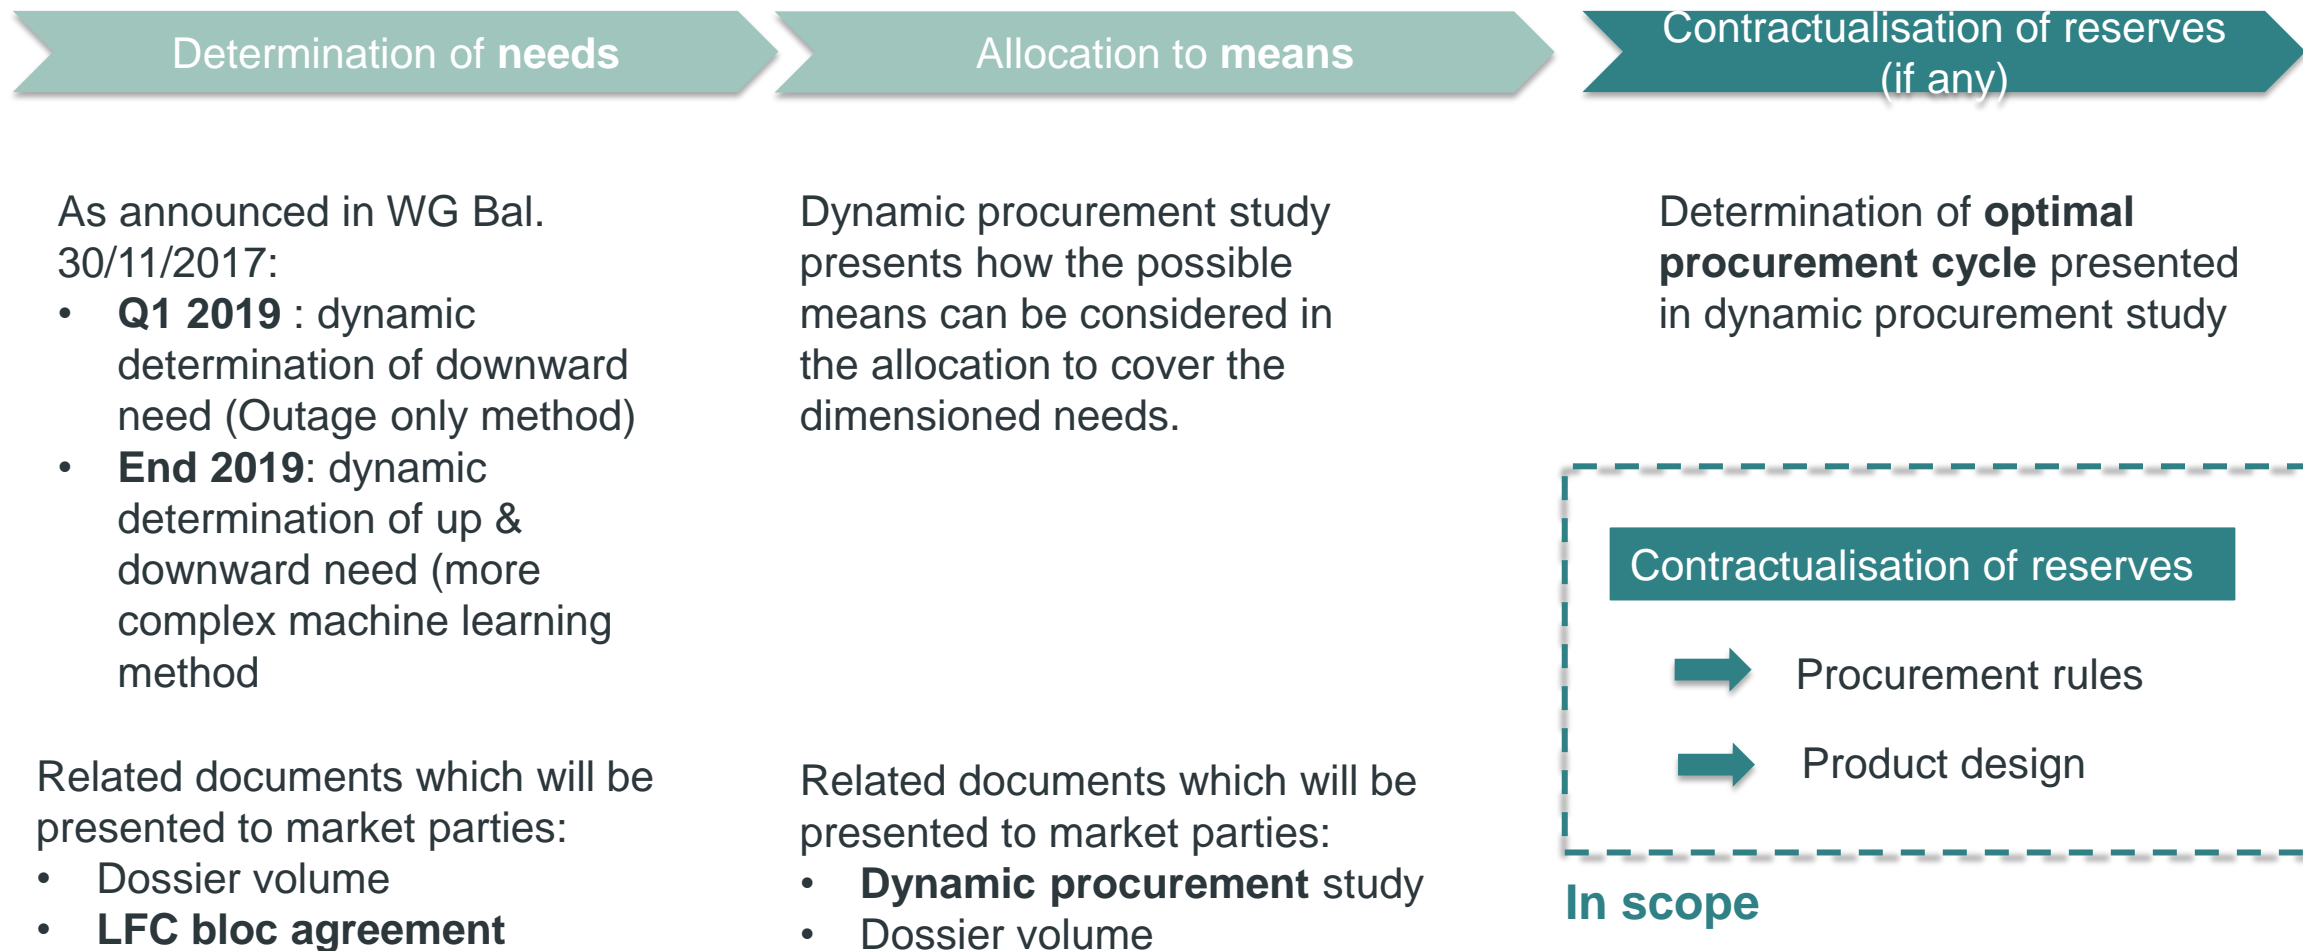 Determination of needs
Allocation to means
Contractualisation of reserves
(if any)
As announced in WG Bal.
30/11/2017:
• Q1 2019 : dynamic
determination of downward
need (Outage only method)
• End 2019: dynamic
determination of up &
downward need (more
complex machine learning
method
Related documents which will be
presented to market parties:
• Dossier volume
• LFC bloc agreement
Dynamic procurement study
presents how the possible
means can be considered in
the allocation to cover the
dimensioned needs.
Related documents which will be
presented to market parties:
• Dynamic procurement study
• Dossier volume
Determination of optimal
procurement cycle presented
in dynamic procurement study
Contractualisation of reserves
Procurement rules
Product design
In scope